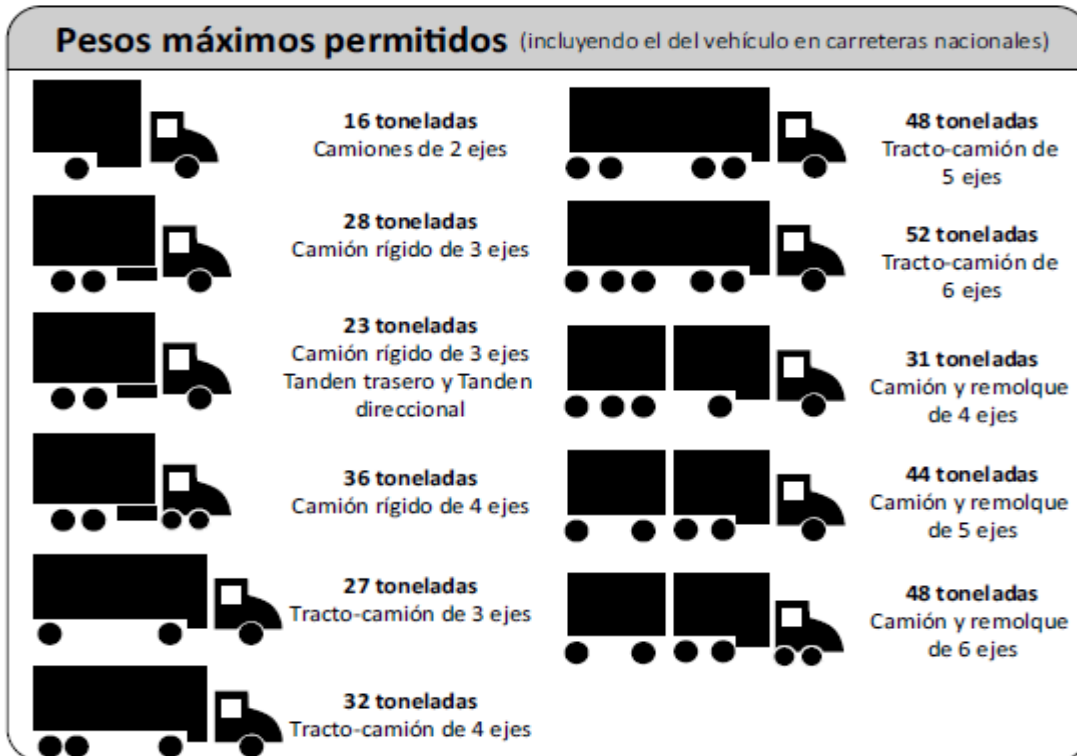 Pesos máximos permitidos (incluyendo el del vehículo en carreteras nacionales)
16 toneladas
Camiones de 2 ejes
28 toneladas
Camión rígido de 3 ejes
23 toneladas
Camión rígido de 3 ejes
Tanden trasero y Tanden
direccional
36 toneladas
Camión rígido de 4 ejes
27 toneladas
Tracto-camión de 3 ejes
32 toneladas
Tracto-camión de 4 ejes
48 toneladas
Tracto-camión de
5 ejes
52 toneladas
Tracto-camión de
6 ejes
31 toneladas
Camión y remolque
de 4 ejes
44 toneladas
Camión y remolque
de 5 ejes
48 toneladas
Camión y remolque
de 6 ejes